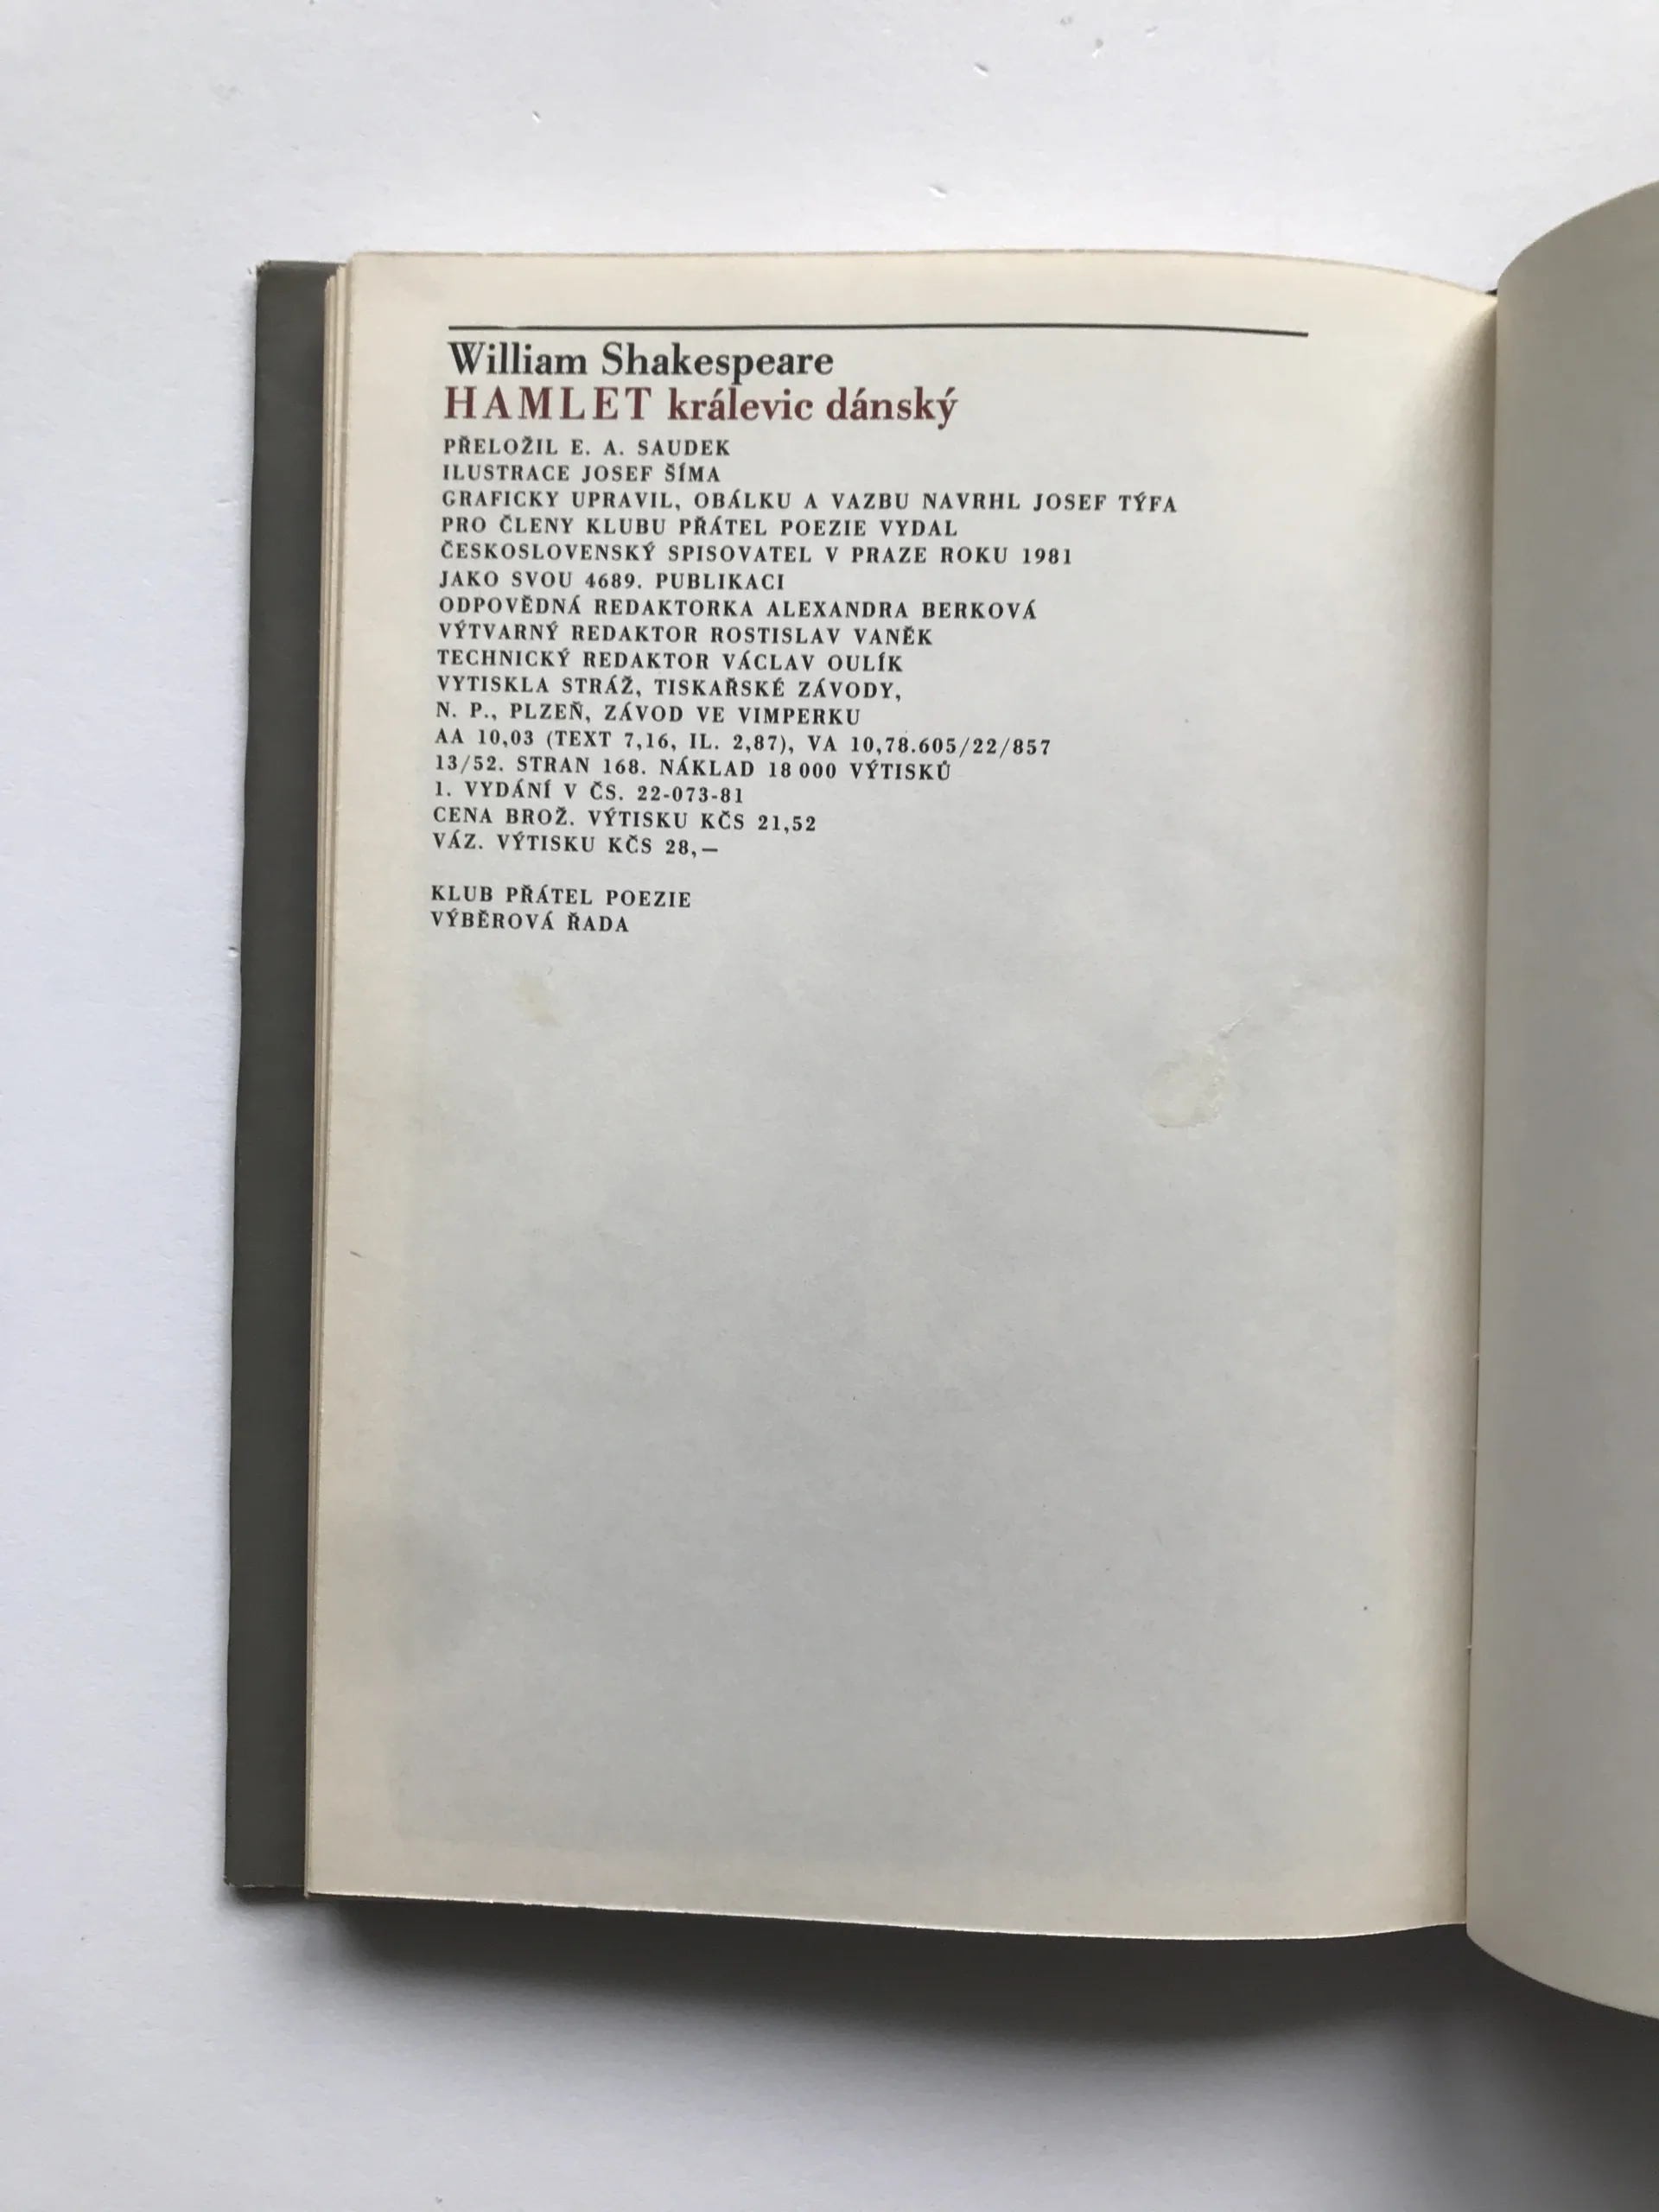 William Shakespeare
HAMLET králevic dánský
PŘELOŽIL E. A. SAUDEK
ILUSTRACE JOSEF ŠÍMA
GRAFICKY UPRAVIL, OBÁLKU A VAZBU NAVRHL JOSEF TÝFA
PRO ČLENY KLUBU PŘÁTEL POEZIE VYDAL
ČESKOSLOVENSKÝ SPISOVATEL V PRAZE ROKU 1981
JAKO SVOU 4689. PUBLIKACI
ODPOVĚDNÁ REDAKTORKA ALEXANDRA BERKOVÁ
VÝTVARNÝ REDAKTOR ROSTISLAV VANĚK
TECHNICKÝ REDAKTOR VÁCLAV OULÍK
VYTISKLA STRÁŽ, TISKAŘSKÉ ZÁVODY,
N. P., PLZEŇ, ZÁVOD VE VIMPERKU
AA 10,03 (TEXT 7,16, IL. 2,87), VA 10,78.605/22/857
13/52. STRAN 168. NÁKLAD 18 000 VÝTISKŮ
1. VYDÁNÍ V ČS. 22-073-81
CENA BROŽ. VÝTISKU KČS 21,52
VÁZ. VÝTISKU KČS 28,—
KLUB PŘÁTEL POEZIE
VÝBĚROVÁ ŘADA